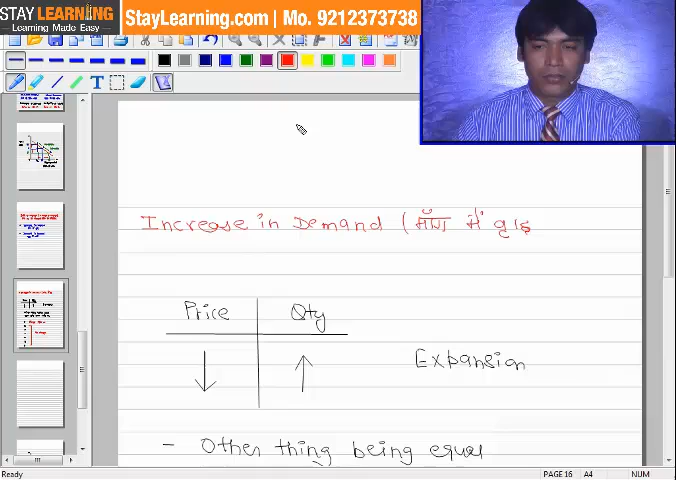 STAY LEARNING
Learning Made Easy
StayLearning.com | Mo. 9212373738
Increase in Demand (माँग में
Price Qty
Expansion
- Other thing being equal
Ready PAGE 16 A4 NUM